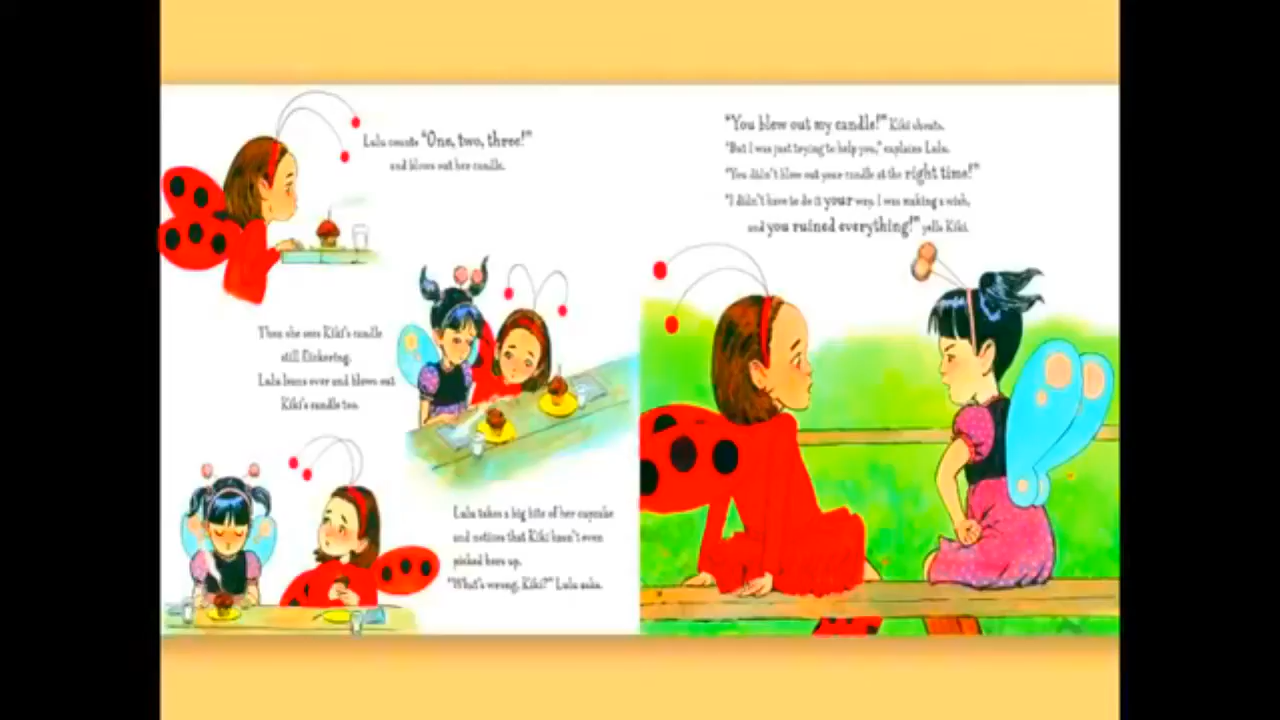 Lulu counts "One, two, three!"
and blows out her candle.
Then she sees Kiki's candle
still flickering.
Lulu leans over and blows out
Kiki's candle too.
Lulu takes a big bite of her cupcake
and notices that Kiki hasn't even
picked hers up.
"What's wrong, Kiki?" Lulu asks.
"You blew out my candle!" Kiki shouts.
"But I was just trying to help you," explains Lulu.
"You didn't blow out your candle at the right time!"
"I didn't have to do it your way. I was making a wish,
and you ruined everything!" yells Kiki.